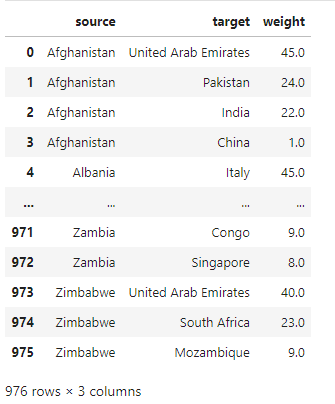 source target weight
0 Afghanistan United Arab Emirates 45.0
1 Afghanistan Pakistan 24.0
2 Afghanistan India 22.0
3 Afghanistan China 1.0
4 Albania Italy 45.0
... ... ... ...
971 Zambia Congo 9.0
972 Zambia Singapore 8.0
973 Zimbabwe United Arab Emirates 40.0
974 Zimbabwe South Africa 23.0
975 Zimbabwe Mozambique 9.0
976 rows × 3 columns